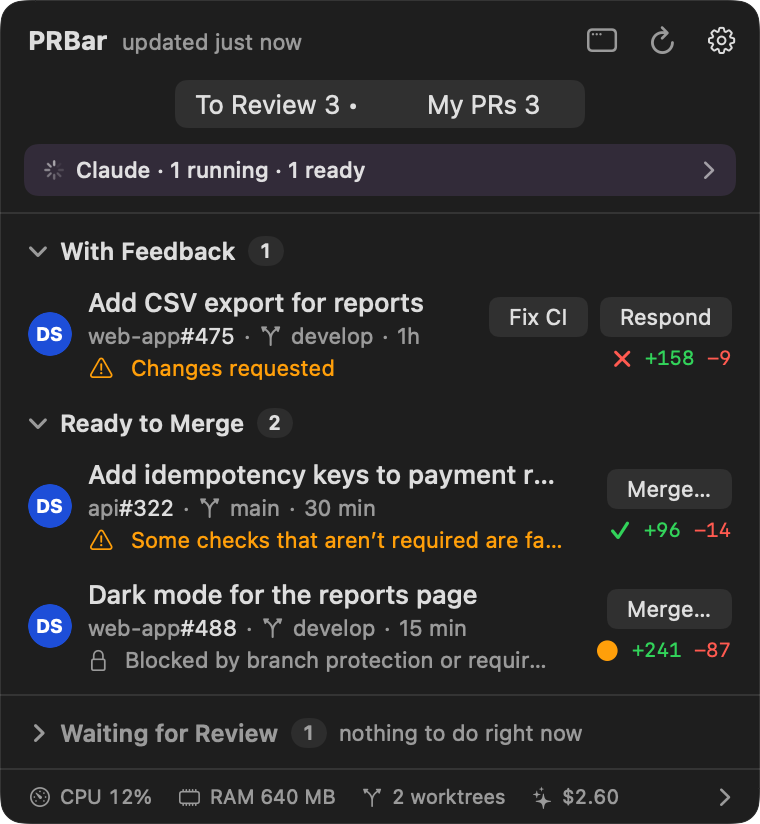 PRBar updated just now
To Review 3 • My PRs 3
Claude · 1 running · 1 ready
With Feedback 1
Add CSV export for reports
Fix CI Respond
DS
web-app#475 · develop · 1h
Changes requested
+158 −9
Ready to Merge 2
Add idempotency keys to payment r...
Merge...
DS
api#322 · main · 30 min
Some checks that aren’t required are fa...
+96 −14
Dark mode for the reports page
Merge...
DS
web-app#488 · develop · 15 min
Blocked by branch protection or requir...
+241 −87
Waiting for Review 1 nothing to do right now
CPU 12% RAM 640 MB 2 worktrees $2.60